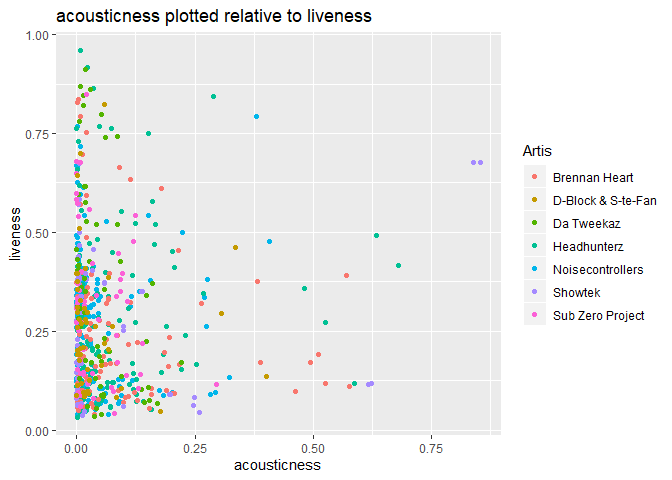 acousticness plotted relative to liveness
1.00
0.75
0.50
0.25
0.00
liveness
0.00 0.25 0.50 0.75
acousticness
Artis
Brennan Heart
D-Block & S-te-Fan
Da Tweekaz
Headhunterz
Noisecontrollers
Showtek
Sub Zero Project